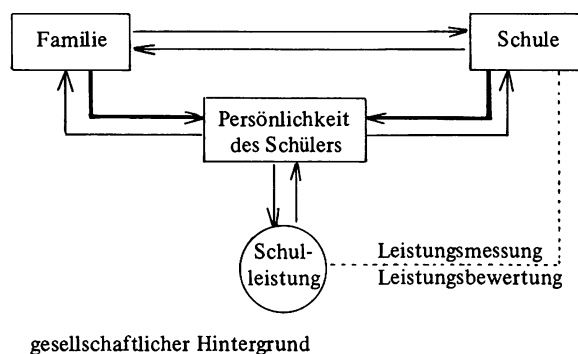 Familie
Schule
Persönlichkeit
des Schülers
Schul-
leistung
Leistungsmessung
Leistungsbewertung
gesellschaftlicher Hintergrund